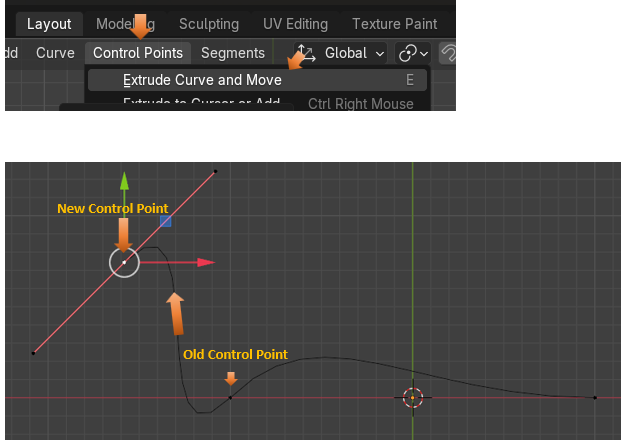 Layout Modeling Sculpting UV Editing Texture Paint
dd Curve Control Points Segments Global
Extrude Curve and Move E
Extrude to Cursor or Add Ctrl Right Mouse
New Control Point
Old Control Point